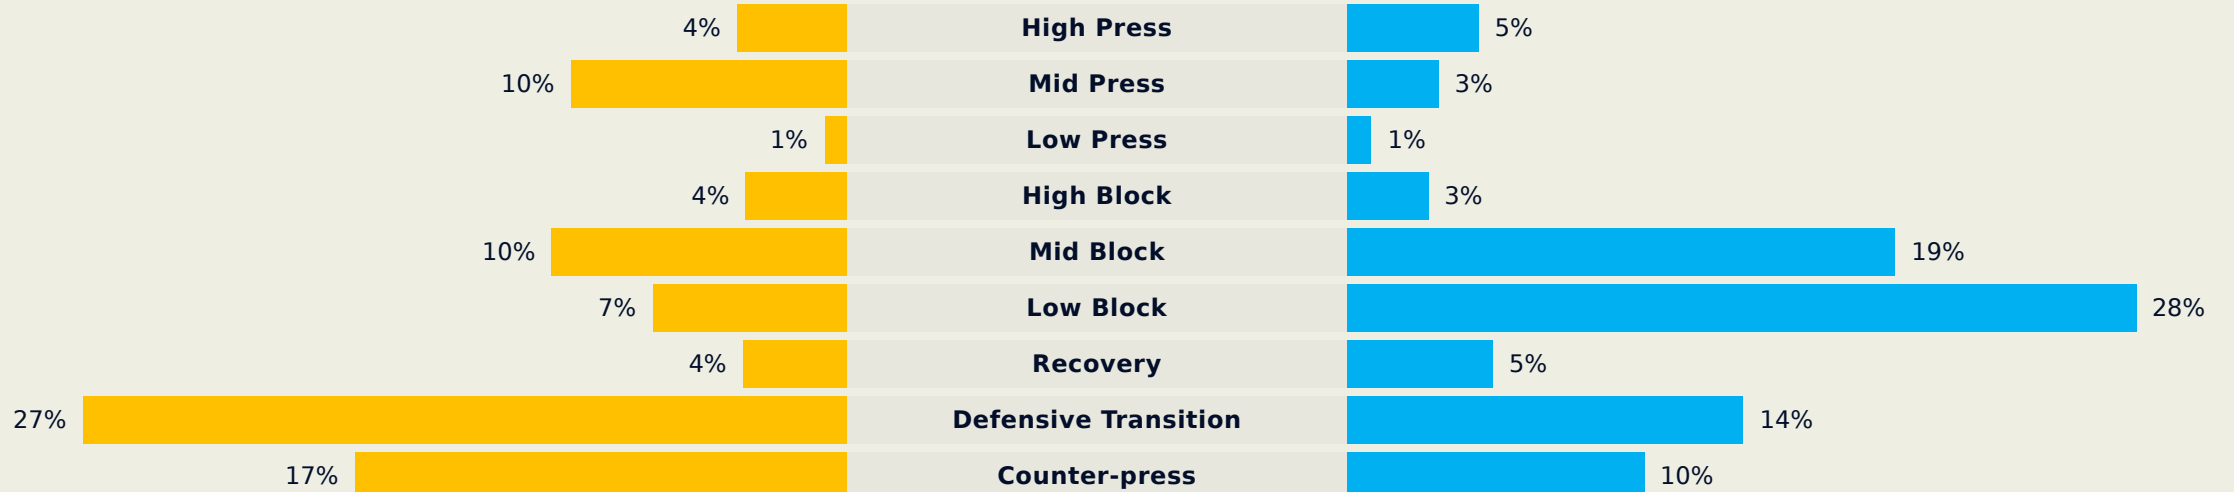 4% High Press 5%
10% Mid Press 3%
1% Low Press 1%
4% High Block 3%
10% Mid Block 19%
7% Low Block 28%
4% Recovery 5%
27% Defensive Transition 14%
17% Counter-press 10%